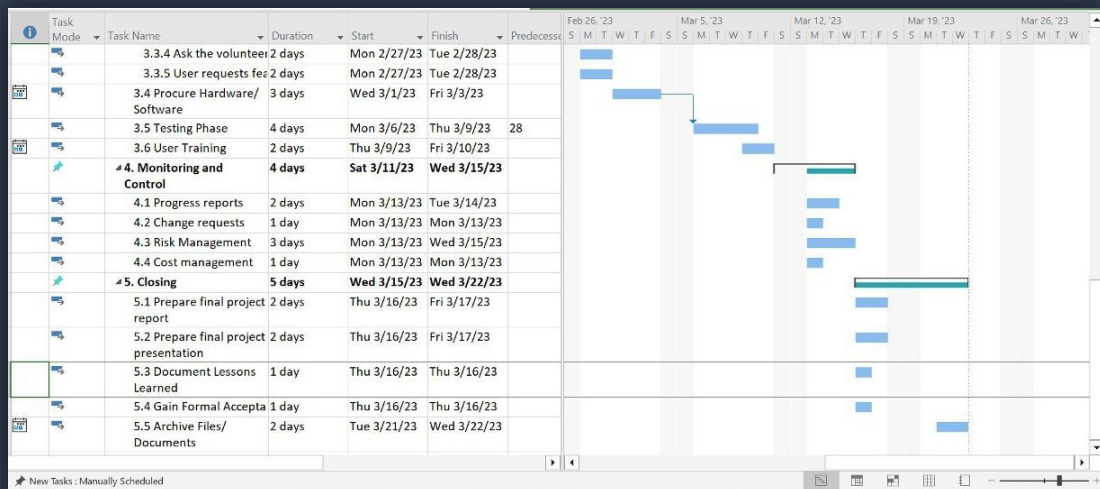 Task
Mode Task Name Duration Start Finish Predecesso
Feb 26, '23 Mar 5, '23 Mar 12, '23 Mar 19, '23 Mar 26, '23
S M T W T F S S M T W T F S S M T W T F S S M T W T F S S M T W
3.3.4 Ask the volunteer 2 days Mon 2/27/23 Tue 2/28/23
3.3.5 User requests fea 2 days Mon 2/27/23 Tue 2/28/23
3.4 Procure Hardware/ 3 days Wed 3/1/23 Fri 3/3/23
Software
3.5 Testing Phase 4 days Mon 3/6/23 Thu 3/9/23 28
3.6 User Training 2 days Thu 3/9/23 Fri 3/10/23
4. Monitoring and 4 days Sat 3/11/23 Wed 3/15/23
Control
4.1 Progress reports 2 days Mon 3/13/23 Tue 3/14/23
4.2 Change requests 1 day Mon 3/13/23 Mon 3/13/23
4.3 Risk Management 3 days Mon 3/13/23 Wed 3/15/23
4.4 Cost management 1 day Mon 3/13/23 Mon 3/13/23
5. Closing 5 days Wed 3/15/23 Wed 3/22/23
5.1 Prepare final project 2 days Thu 3/16/23 Fri 3/17/23
report
5.2 Prepare final project 2 days Thu 3/16/23 Fri 3/17/23
presentation
5.3 Document Lessons 1 day Thu 3/16/23 Thu 3/16/23
Learned
5.4 Gain Formal Accepta 1 day Thu 3/16/23 Thu 3/16/23
5.5 Archive Files/ 2 days Tue 3/21/23 Wed 3/22/23
Documents
New Tasks : Manually Scheduled